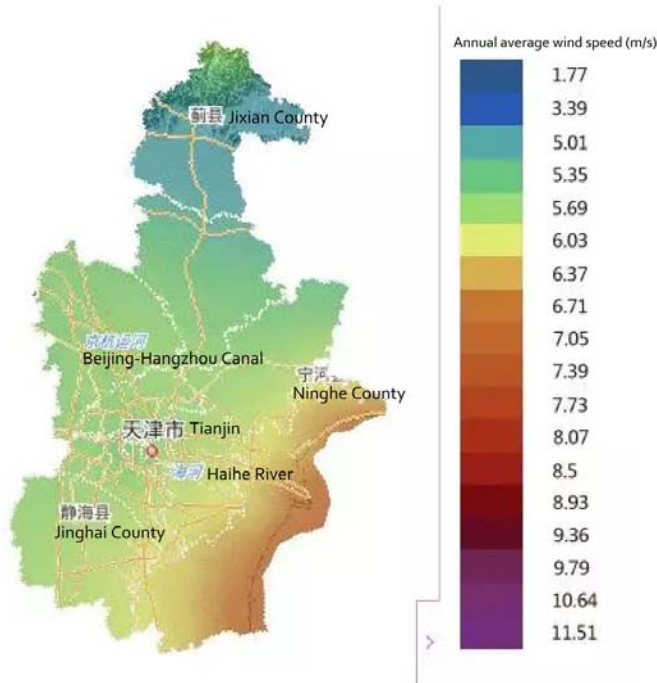 Annual average wind speed (m/s)
1.77
3.39
5.01
5.35
5.69
6.03
6.37
6.71
7.05
7.39
7.73
8.07
8.5
8.93
9.36
9.79
10.64
11.51
蓟县 Jixian County
京杭运河
Beijing-Hangzhou Canal
宁河
Ninghe County
天津市 Tianjin
海河 Haihe River
静海县
Jinghai County